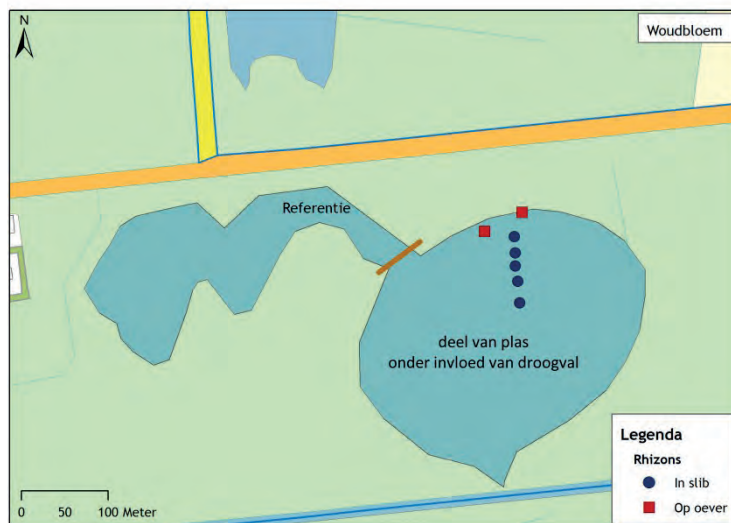 N
Woudbloem
Referentie
deel van plas
onder invloed van droogval
Legenda
Rhizons
In slib
Op oever
0 50 100 Meter